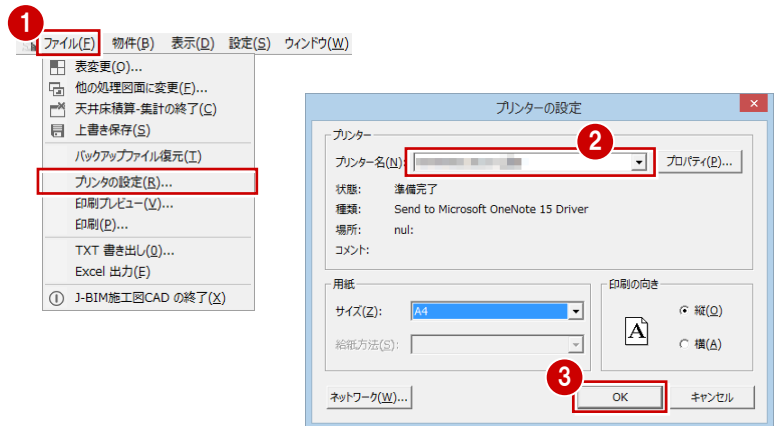 1
ファイル(F) 物件(B) 表示(D) 設定(S) ウィンドウ(W)
表変更(O)...
他の処理図面に変更(F)...
天井床積算-集計の終了(C)
上書き保存(S)
バックアップファイル復元(T)
プリンタの設定(R)...
印刷プレビュー(V)...
印刷(P)...
TXT 書き出し(0)...
Excel 出力(E)
J-BIM施工図CAD の終了(X)
プリンターの設定
プリンター
2
プリンター名(N):
プロパティ(P)...
状態: 準備完了
種類: Send to Microsoft OneNote 15 Driver
場所: nul:
コメント:
用紙
サイズ(Z): A4
給紙方法(S):
印刷の向き
A
縦(O)
横(A)
3
ネットワーク(W)...
OK
キャンセル